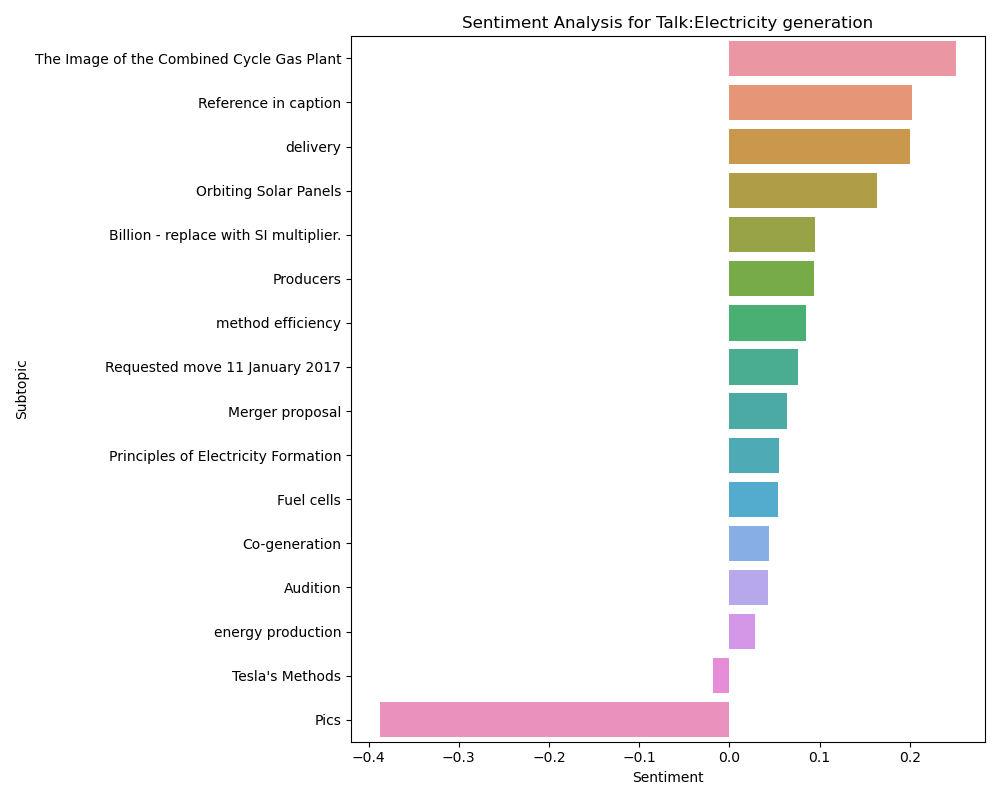 Sentiment Analysis for Talk:Electricity generation
The Image of the Combined Cycle Gas Plant
Reference in caption
delivery
Orbiting Solar Panels
Billion - replace with SI multiplier.
Producers
method efficiency
Requested move 11 January 2017
Merger proposal
Principles of Electricity Formation
Fuel cells
Co-generation
Audition
energy production
Tesla's Methods
Pics
Subtopic
−0.4 −0.3 −0.2 −0.1 0.0 0.1 0.2
Sentiment